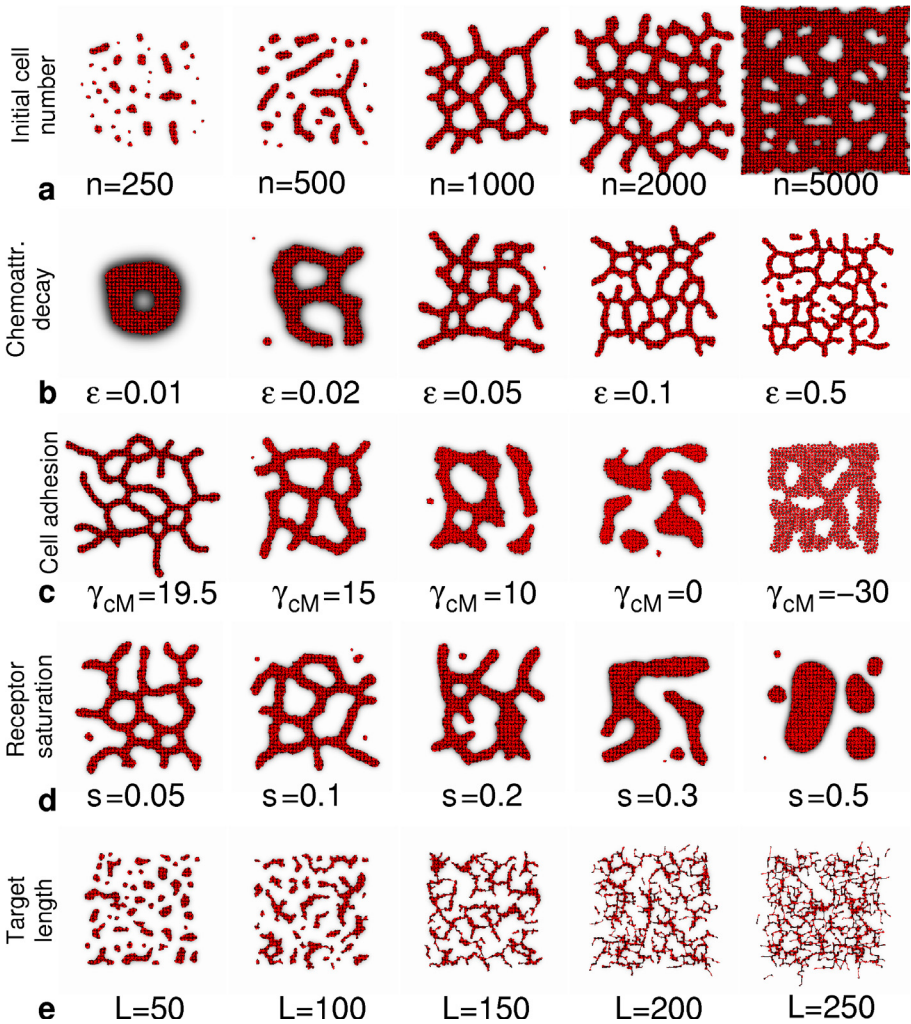 Initial cell
number
a
n=250
n=500
n=1000
n=2000
n=5000
Chemoattr.
decay
b
ε=0.01
ε=0.02
ε=0.05
ε=0.1
ε=0.5
Cell adhesion
c
γcM=19.5
γcM=15
γcM=10
γcM=0
γcM=−30
Receptor
saturation
d
s=0.05
s=0.1
s=0.2
s=0.3
s=0.5
Target
length
e
L=50
L=100
L=150
L=200
L=250